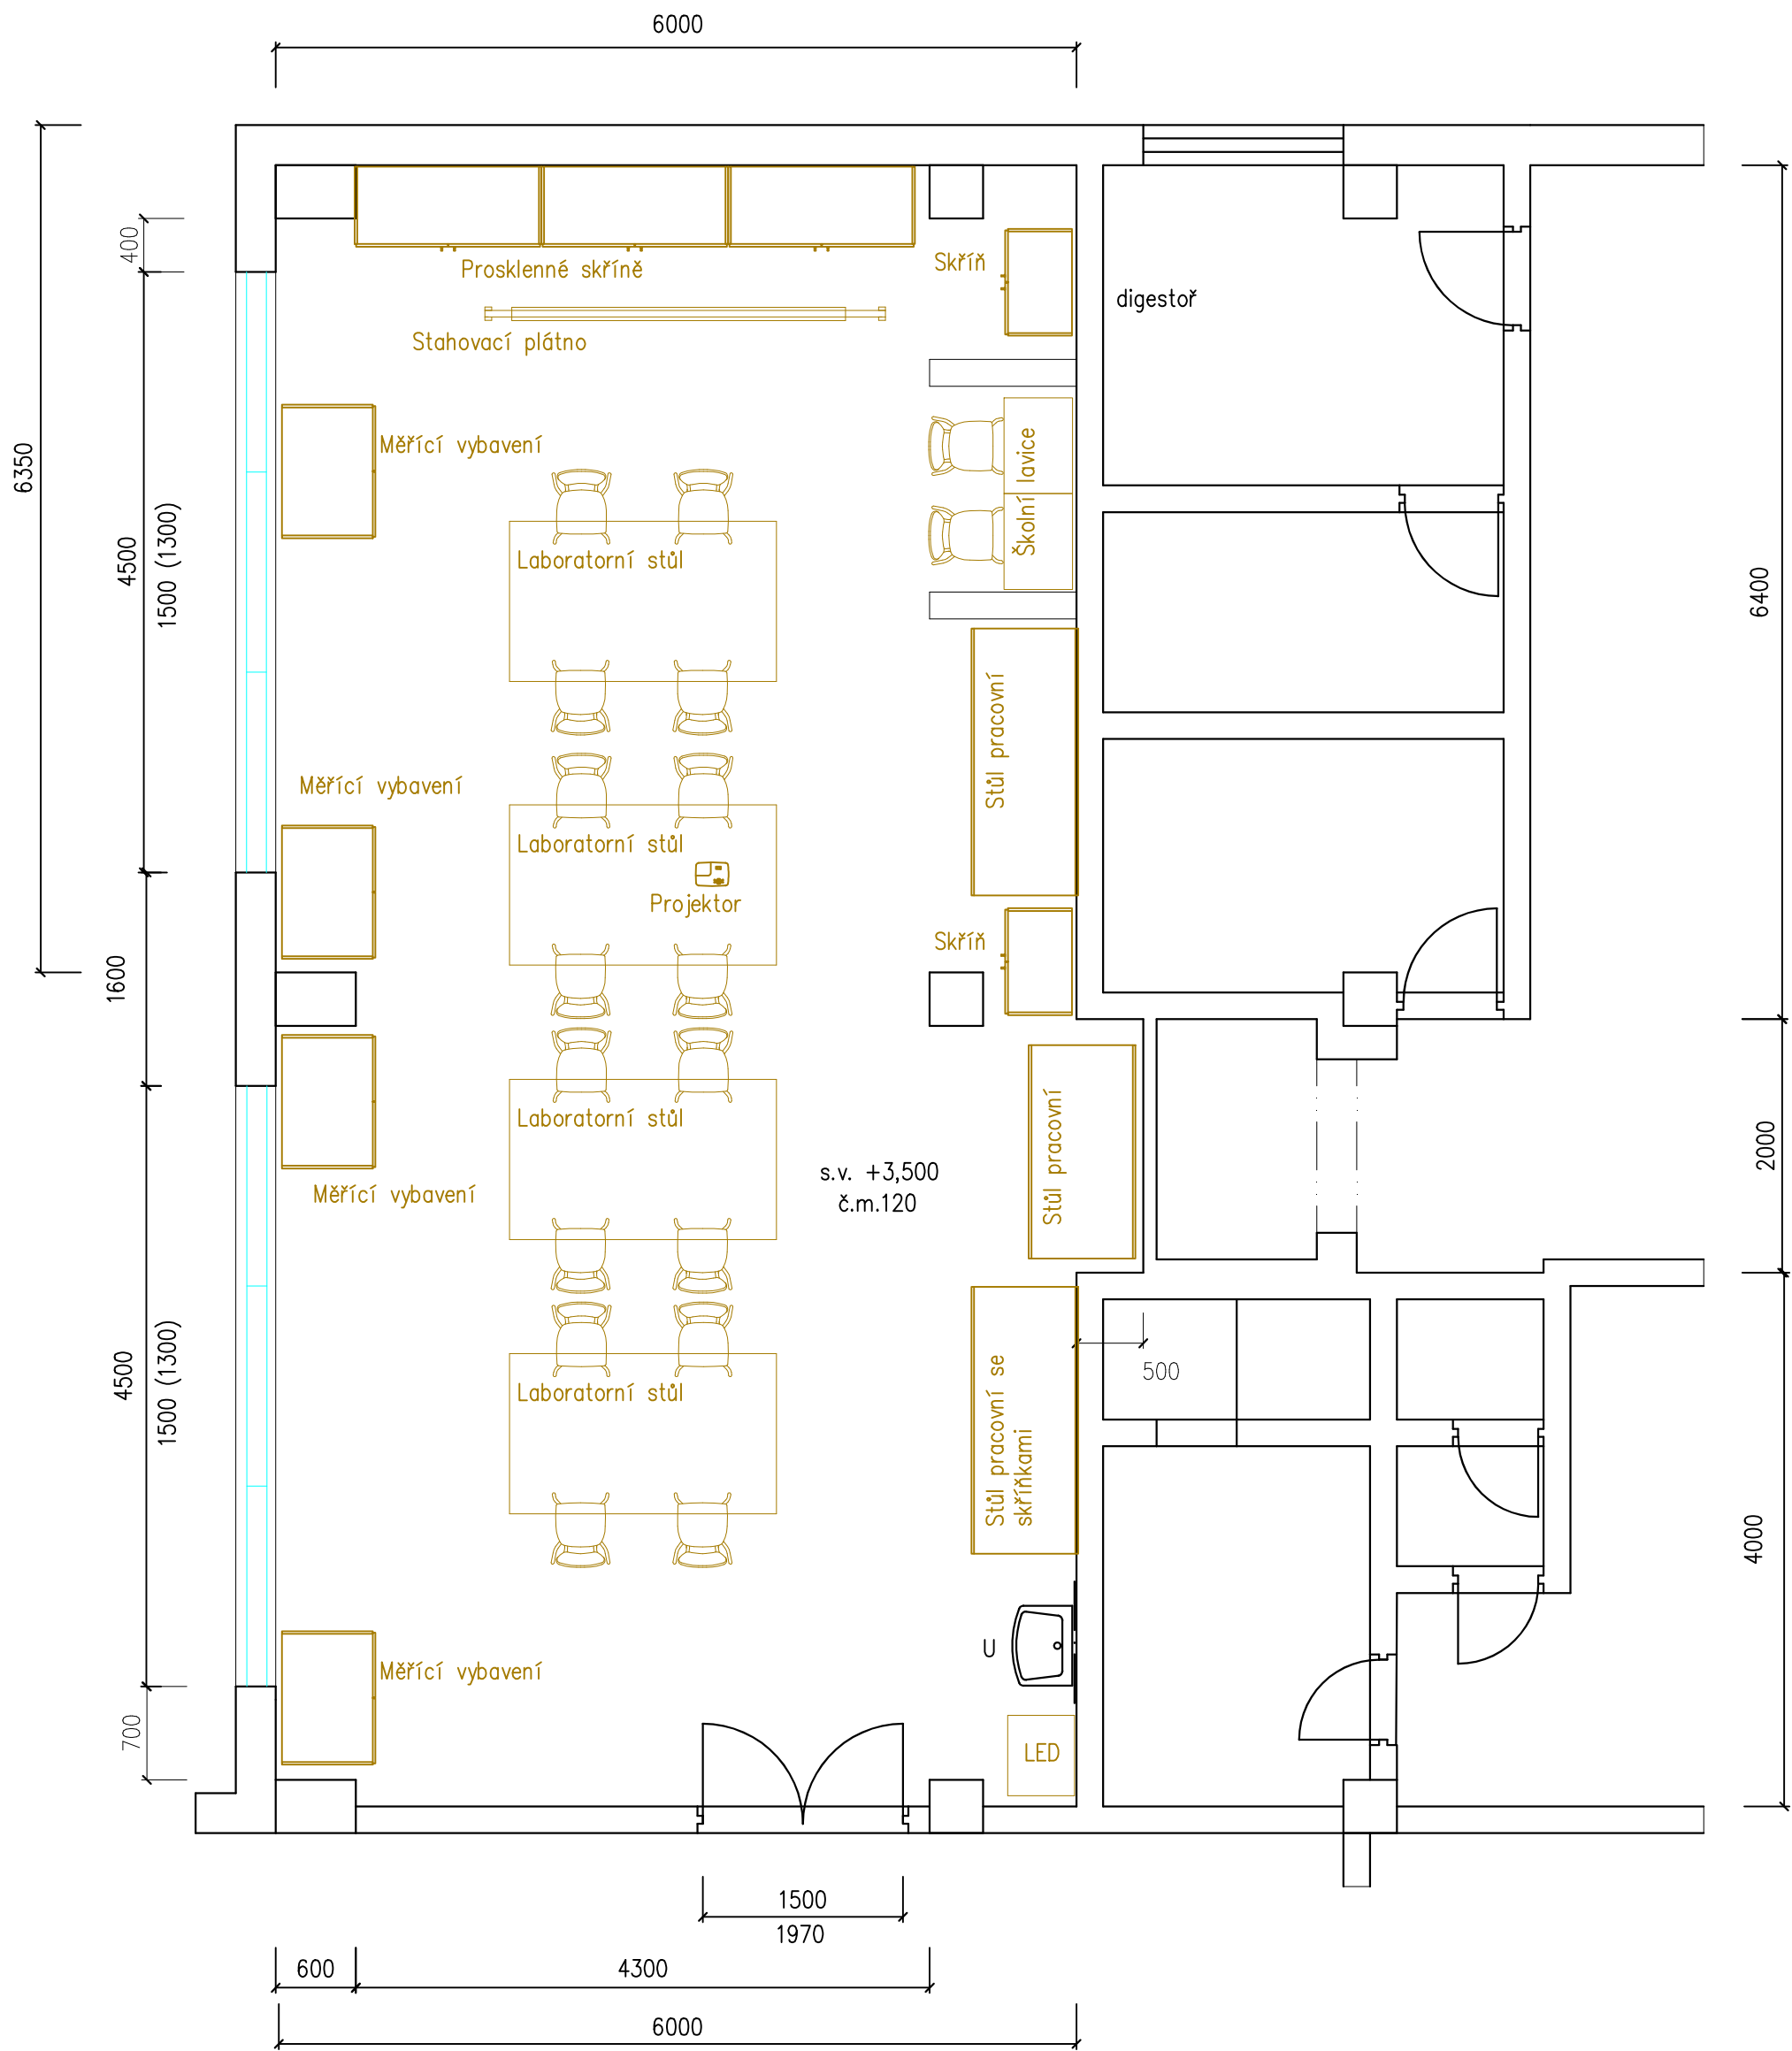 6000
400
Prosklenné skříně
Skříň
digestoř
Stahovací plátno
6350
4500
1500 (1300)
Měřící vybavení
Školní lavice
Laboratorní stůl
6400
Stůl pracovní
Měřící vybavení
Laboratorní stůl
Projektor
Skříň
1600
Laboratorní stůl
s.v. +3,500
č.m.120
Stůl pracovní
2000
Měřící vybavení
4500
1500 (1300)
Laboratorní stůl
Stůl pracovní se
skříňkami
500
4000
U
Měřící vybavení
700
LED
1500
1970
600
4300
6000